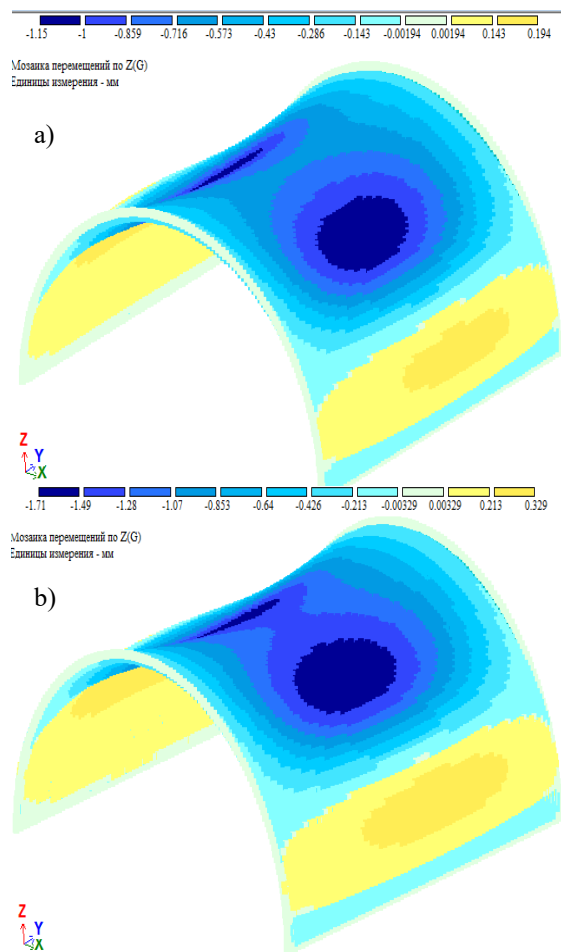 -1.15 -1 -0.859 -0.716 -0.573 -0.43 -0.286 -0.143 -0.00194 0.00194 0.143 0.194
Мозаика перемещений по Z(G)
Единицы измерения - мм
a)
Z
Y
X
-1.71 -1.49 -1.28 -1.07 -0.853 -0.64 -0.426 -0.213 -0.00329 0.00329 0.213 0.329
Мозаика перемещений по Z(G)
Единицы измерения - мм
b)
Z
Y
X